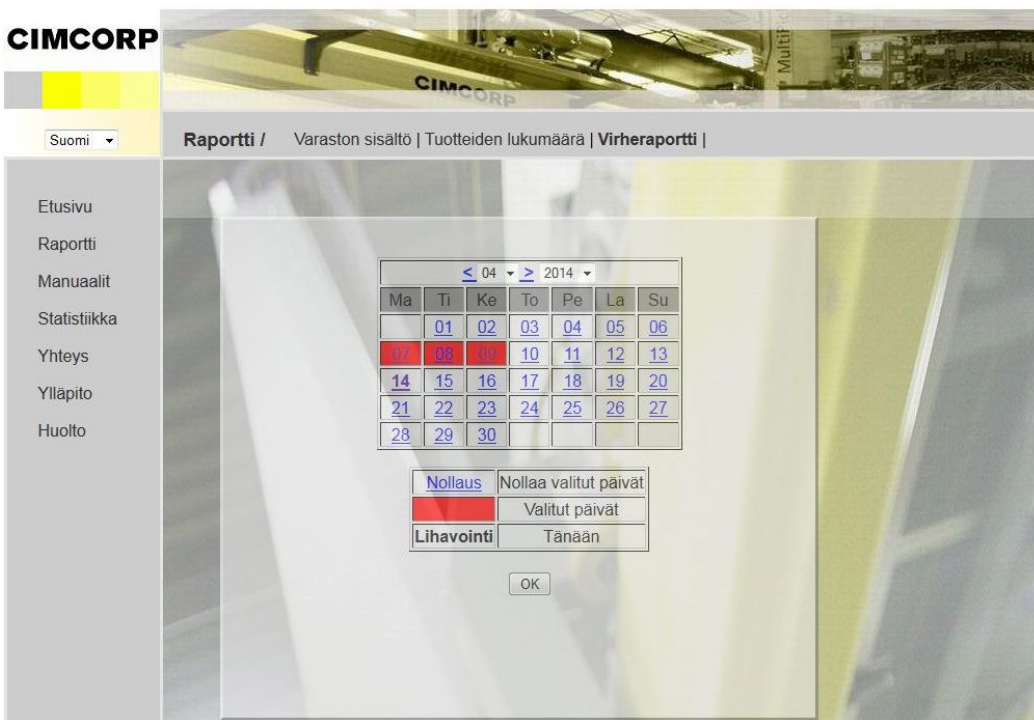 CIMCORP
MultiPick
CIMCORP
Suomi
Raportti / Varaston sisältö | Tuotteiden lukumäärä | Virheraportti |
Etusivu
Raportti
Manuaalit
Statistiikka
Yhteys
Ylläpito
Huolto
< 04 > 2014
Ma Ti Ke To Pe La Su
01 02 03 04 05 06
07 08 09 10 11 12 13
14 15 16 17 18 19 20
21 22 23 24 25 26 27
28 29 30
Nollaus Nollaa valitut päivät
Valitut päivät
Lihavointi Tänään
OK